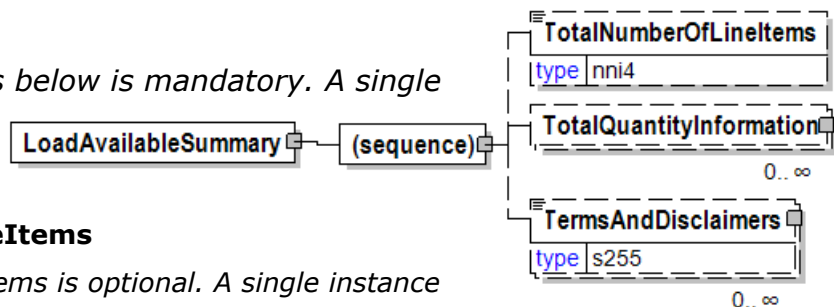 s below is mandatory. A single
eItems
ems is optional. A single instance
LoadAvailableSummary
(sequence)
TotalNumberOfLineItems
type nni4
TotalQuantityInformation
0.. ∞
TermsAndDisclaimers
type s255
0.. ∞